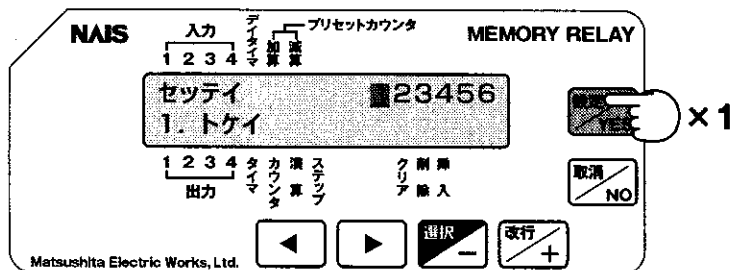 NAIS
入力
1 2 3 4
デイタイマ
加算
減算
プリセットカウンタ
MEMORY RELAY
セッテイ 23456
1. トケイ
設定 YES
×1
1 2 3 4
出力
タイマ
カウンタ
演算
ステップ
クリア
削除
挿入
取消 NO
◀
▶
選択 −
改行 +
Matsushita Electric Works, Ltd.